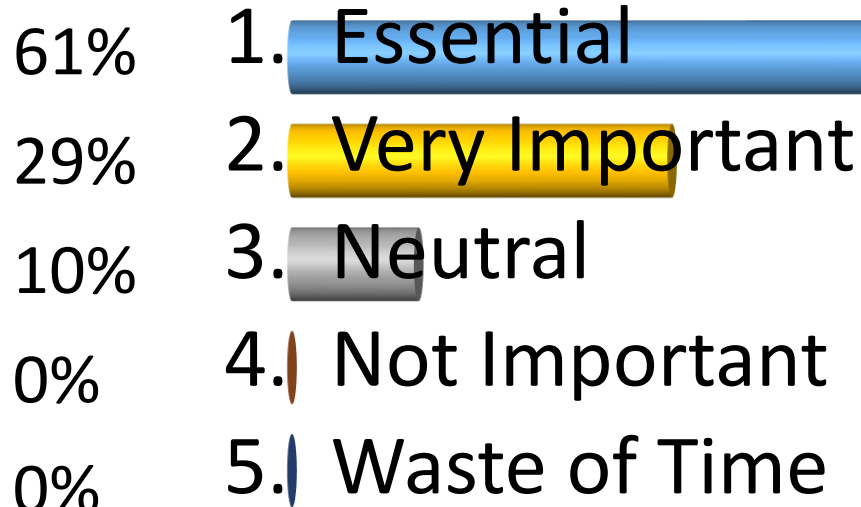 61% 1. Essential
29% 2. Very Important
10% 3. Neutral
0% 4. Not Important
0% 5. Waste of Time